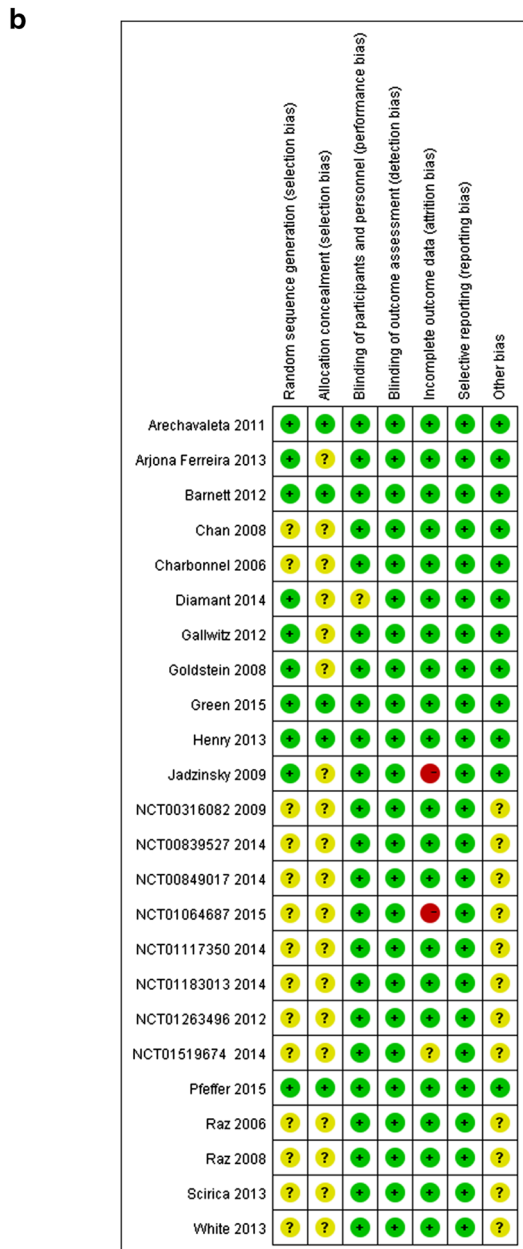 b
Random sequence generation (selection bias)
Allocation concealment (selection bias)
Blinding of participants and personnel (performance bias)
Blinding of outcome assessment (detection bias)
Incomplete outcome data (attrition bias)
Selective reporting (reporting bias)
Other bias
Arechavaleta 2011 + + + + + + +
Arjona Ferreira 2013 + ? + + + + +
Barnett 2012 + + + + + + +
Chan 2008 ? ? + + + + +
Charbonnel 2006 ? ? + + + + +
Diamant 2014 + ? ? + + + +
Gallwitz 2012 + ? + + + + +
Goldstein 2008 + ? + + + + +
Green 2015 + + + + + + +
Henry 2013 + + + + + + +
Jadzinsky 2009 + ? + + - + +
NCT00316082 2009 ? ? + + + + ?
NCT00839527 2014 ? ? + + + + ?
NCT00849017 2014 ? ? + + + + ?
NCT01064687 2015 ? ? + + - + ?
NCT01117350 2014 ? ? + + + + ?
NCT01183013 2014 ? ? + + + + ?
NCT01263496 2012 ? ? + + + + ?
NCT01519674 2014 ? ? + + ? + ?
Pfeffer 2015 + + + + + + +
Raz 2006 ? ? + + + + ?
Raz 2008 ? ? + + + + ?
Scirica 2013 ? ? + + + + ?
White 2013 ? ? + + + + ?